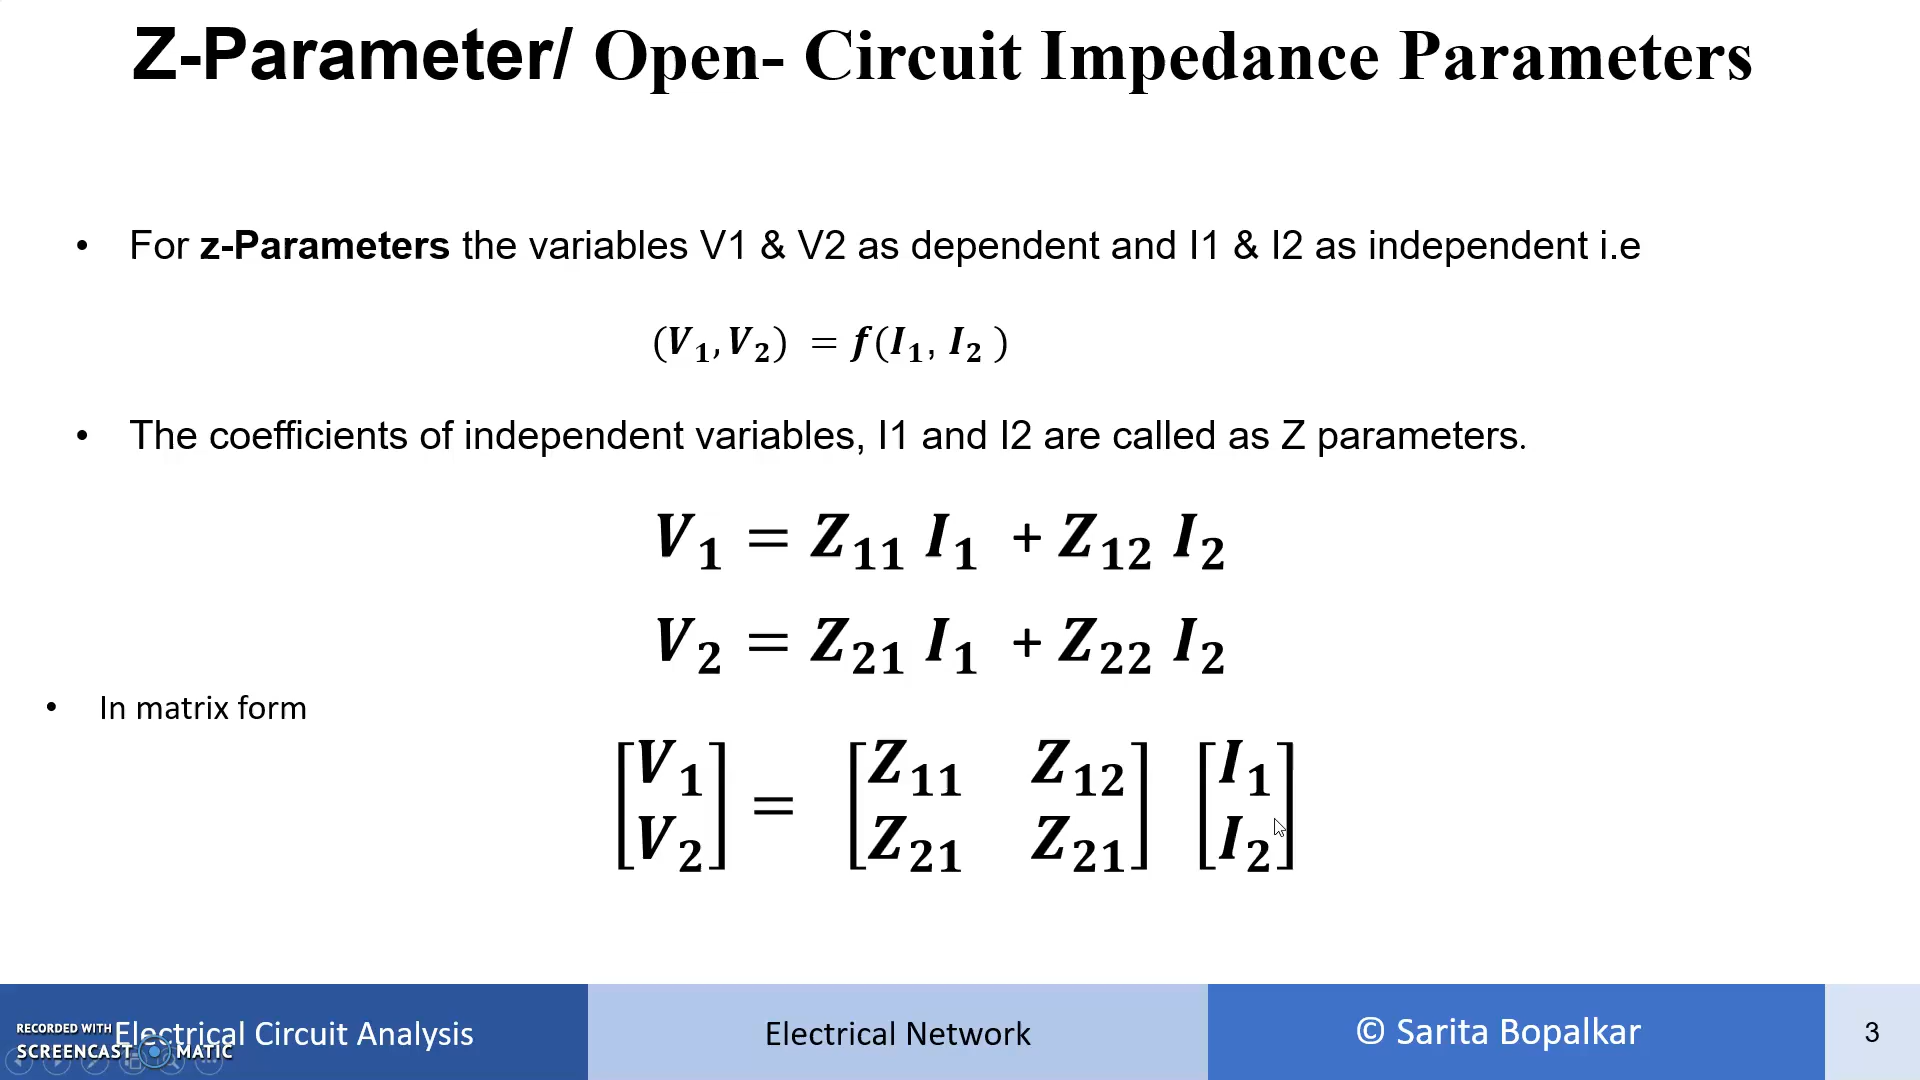 Z-Parameter/ Open- Circuit Impedance Parameters
• For z-Parameters the variables V1 & V2 as dependent and I1 & I2 as independent i.e
(V₁, V₂) = f(I₁, I₂ )
• The coefficients of independent variables, I1 and I2 are called as Z parameters.
V₁ = Z₁₁ I₁ + Z₁₂ I₂
V₂ = Z₂₁ I₁ + Z₂₂ I₂
• In matrix form
[V₁ V₂] = [Z₁₁ Z₁₂ Z₂₁ Z₂₁] [I₁ I₂]
Electrical Circuit Analysis
RECORDED WITH
SCREENCAST MATIC
Electrical Network
© Sarita Bopalkar
3